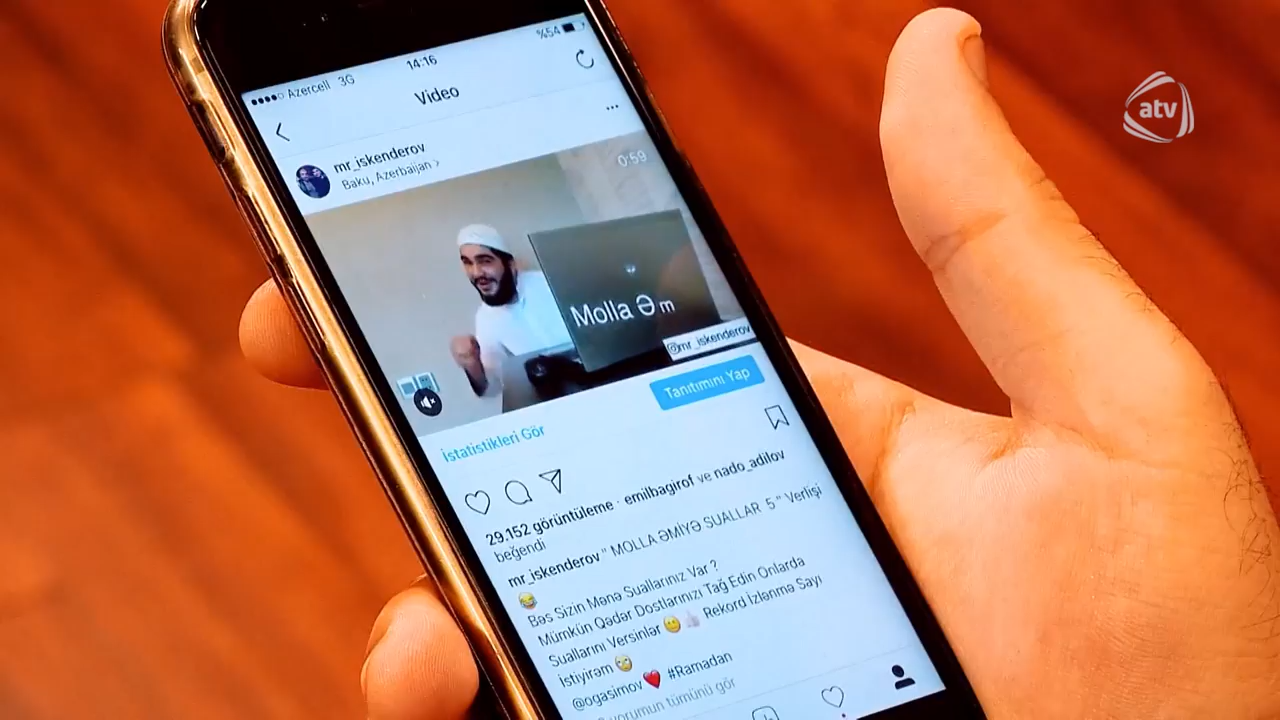 atv
Azercell 3G
14:16
%54
Video
mr_iskenderov
Baku, Azerbaijan >
0:59
Molla Ə m
@mr_iskenderov
Tanıtımını Yap
İstatistikleri Gör
29.152 görüntüleme · emilbagirof ve nado_adilov
beğendi
mr_iskenderov " MOLLA ƏMİYƏ SUALLAR 5 " Verlişi
😂
Bəs Sizin Mənə Suallarınız Var ?
Mümkün Qədər Dostlarınızı Tağ Edin Onlarda
Suallarını Versinlər 🙂👍 Rekord İzlənmə Sayı
İstiyirəm
@ogasimov ❤️ #Ramadan
yorumun tümünü gör